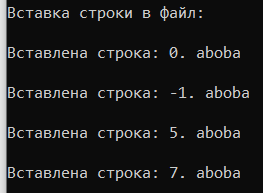 Вставка строки в файл:
Вставлена строка: 0. aboba
Вставлена строка: -1. aboba
Вставлена строка: 5. aboba
Вставлена строка: 7. aboba